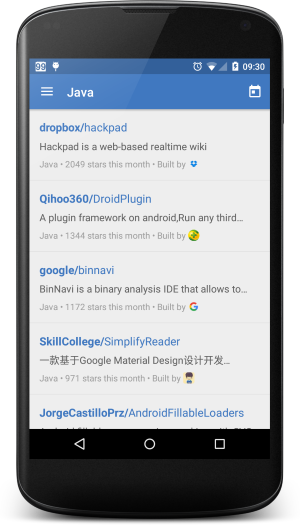 99 09:30
Java
dropbox/hackpad
Hackpad is a web-based realtime wiki
Java • 2049 stars this month • Built by
Qihoo360/DroidPlugin
A plugin framework on android,Run any third...
Java • 1344 stars this month • Built by
google/binnavi
BinNavi is a binary analysis IDE that allows to...
Java • 1172 stars this month • Built by
SkillCollege/SimplifyReader
一款基于Google Material Design设计开发...
Java • 971 stars this month • Built by
JorgeCastilloPrz/AndroidFillableLoaders